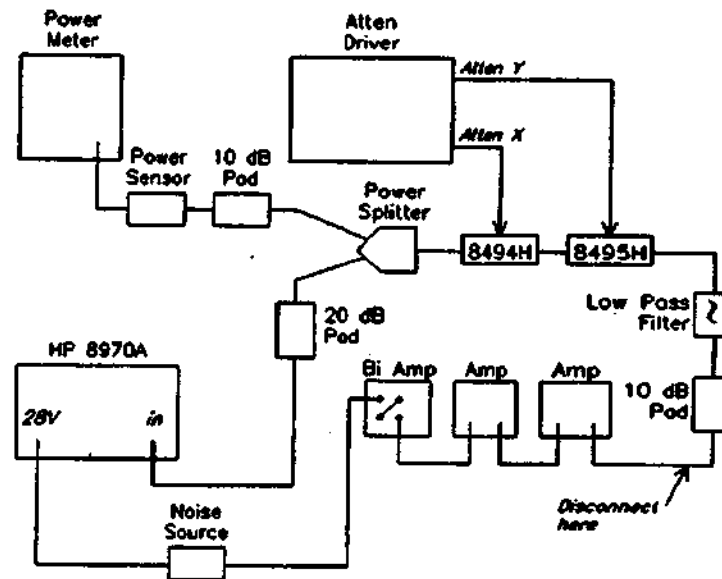 Power
Meter
Atten
Driver
Atten Y
Atten X
Power
Sensor
10 dB
Pad
Power
Splitter
8494H
8495H
20 dB
Pad
Low Pass
Filter
HP 8970A
28V
in
Bi Amp
Amp
Amp
10 dB
Pad
Disconnect
here
Noise
Source